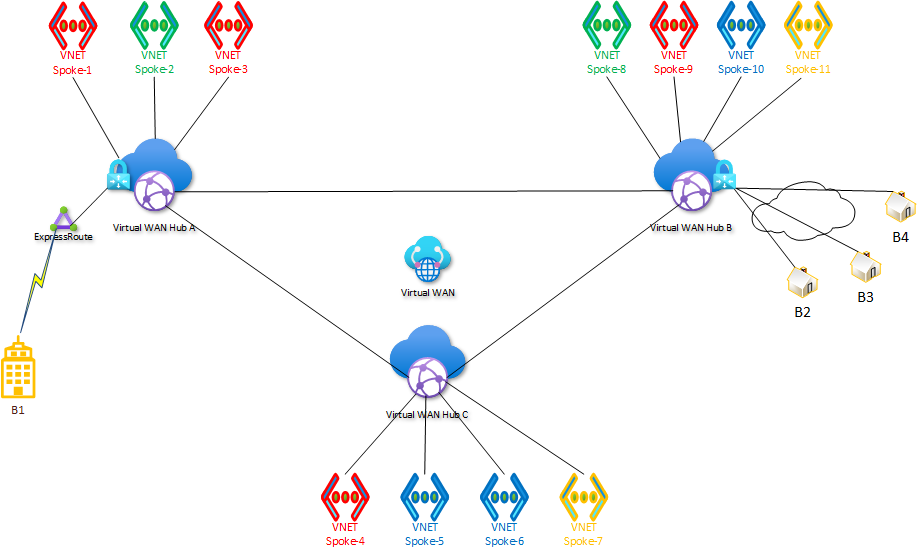 VNET
Spoke-1
VNET
Spoke-2
VNET
Spoke-3
VNET
Spoke-8
VNET
Spoke-9
VNET
Spoke-10
VNET
Spoke-11
Virtual WAN Hub A
Virtual WAN Hub B
ExpressRoute
B4
Virtual WAN
B3
B2
B1
Virtual WAN Hub C
VNET
Spoke-4
VNET
Spoke-5
VNET
Spoke-6
VNET
Spoke-7